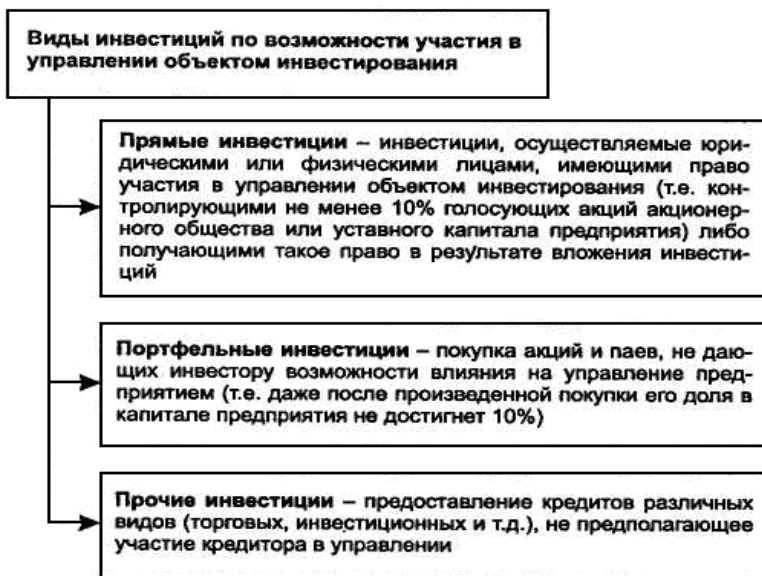 Виды инвестиций по возможности участия в
управлении объектом инвестирования
Прямые инвестиции – инвестиции, осуществляемые юри-
дическими или физическими лицами, имеющими право
участия в управлении объектом инвестирования (т.е. кон-
тролирующими не менее 10% голосующих акций акционер-
ного общества или уставного капитала предприятия) либо
получающими такое право в результате вложения инвести-
ций
Портфельные инвестиции – покупка акций и паев, не даю-
щих инвестору возможности влияния на управление пред-
приятием (т.е. даже после произведенной покупки его доля в
капитале предприятия не достигнет 10%)
Прочие инвестиции – предоставление кредитов различных
видов (торговых, инвестиционных и т.д.), не предполагающее
участие кредитора в управлении